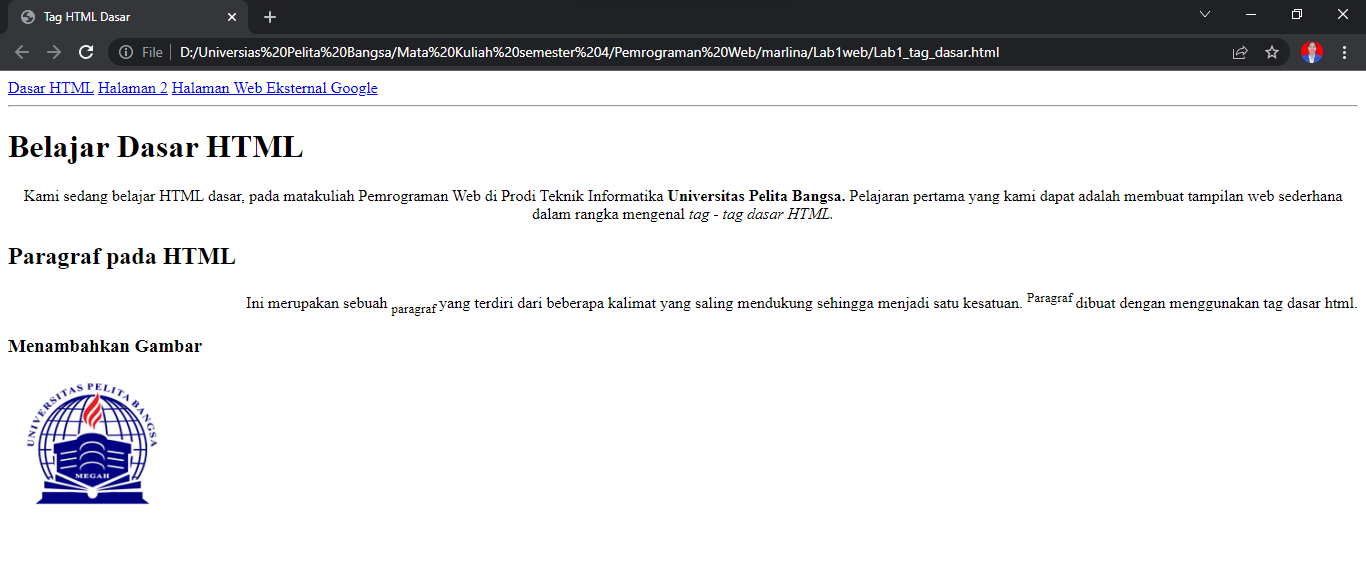 Tag HTML Dasar
File | D:/Universias%20Pelita%20Bangsa/Mata%20Kuliah%20semester%204/Pemrograman%20Web/marlina/Lab1web/Lab1_tag_dasar.html
Dasar HTML Halaman 2 Halaman Web Eksternal Google
Belajar Dasar HTML
Kami sedang belajar HTML dasar, pada matakuliah Pemrograman Web di Prodi Teknik Informatika Universitas Pelita Bangsa. Pelajaran pertama yang kami dapat adalah membuat tampilan web sederhana
dalam rangka mengenal tag - tag dasar HTML.
Paragraf pada HTML
Ini merupakan sebuah paragraf yang terdiri dari beberapa kalimat yang saling mendukung sehingga menjadi satu kesatuan. Paragraf dibuat dengan menggunakan tag dasar html.
Menambahkan Gambar
UNIVERSITAS PELITA BANGSA
MEGAH